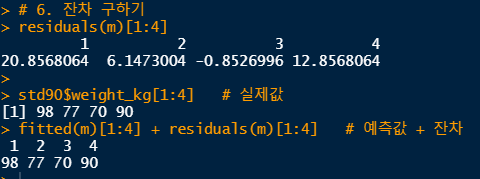 > # 6. 잔차 구하기
> residuals(m)[1:4]
1 2 3 4
20.8568064 6.1473004 -0.8526996 12.8568064
>
> std90$weight_kg[1:4] # 실제값
[1] 98 77 70 90
> fitted(m)[1:4] + residuals(m)[1:4] # 예측값 + 잔차
1 2 3 4
98 77 70 90
>